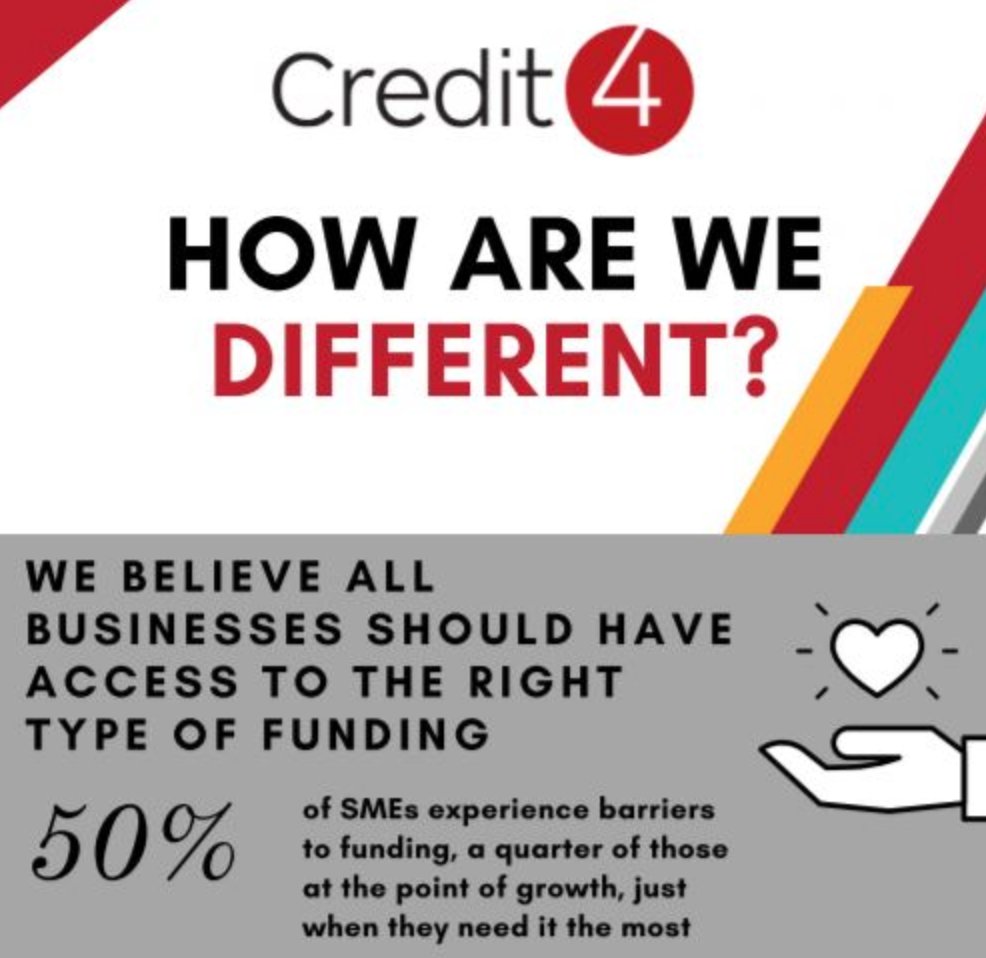 Credit4
HOW ARE WE
DIFFERENT?
WE BELIEVE ALL
BUSINESSES SHOULD HAVE
ACCESS TO THE RIGHT
TYPE OF FUNDING
50%
of SMEs experience barriers
to funding, a quarter of those
at the point of growth, just
when they need it the most